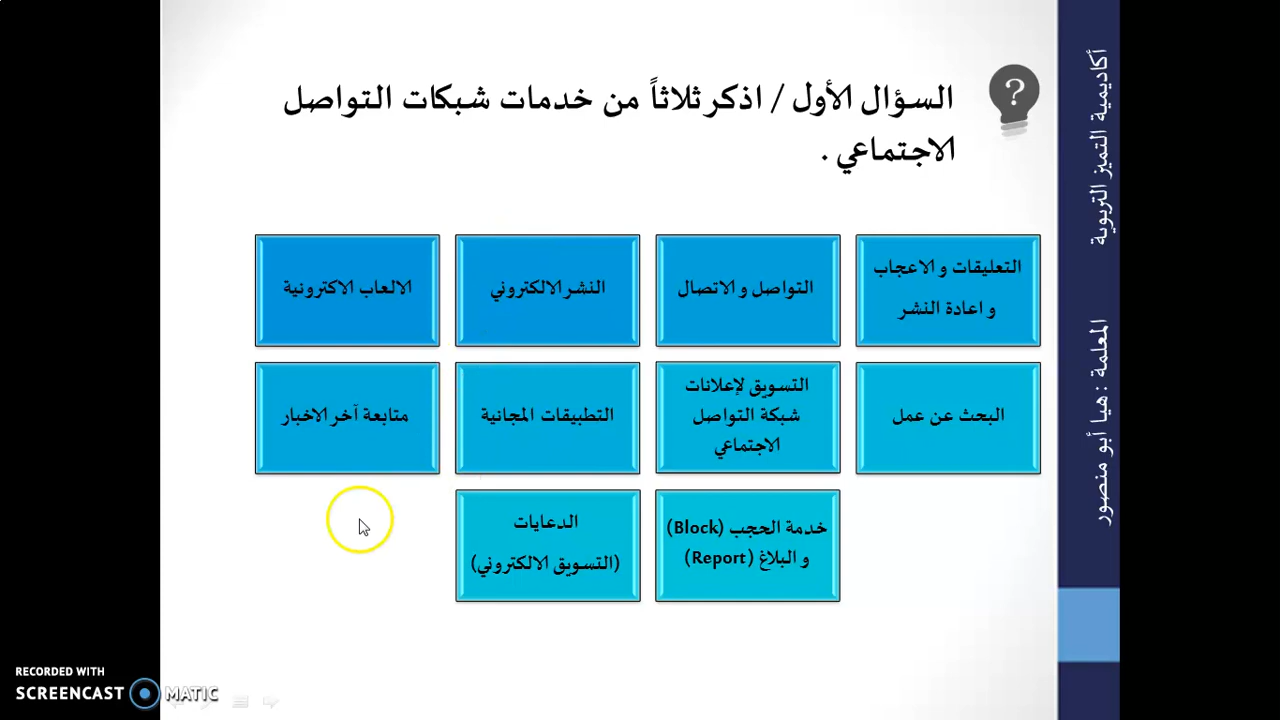 السؤال الأول / اذكر ثلاثاً من خدمات شبكات التواصل
الاجتماعي .
?
التعليقات و الاعجاب
و اعادة النشر
التواصل و الاتصال
النشر الالكتروني
الالعاب الاكترونية
البحث عن عمل
التسويق لإعلانات
شبكة التواصل
الاجتماعي
التطبيقات المجانية
متابعة آخر الاخبار
خدمة الحجب (Block)
و البلاغ (Report)
الدعايات
(التسويق الالكتروني)
أكاديمية التميز التربوية
المعلمة : هيا أبو منصور
RECORDED WITH
SCREENCAST MATIC